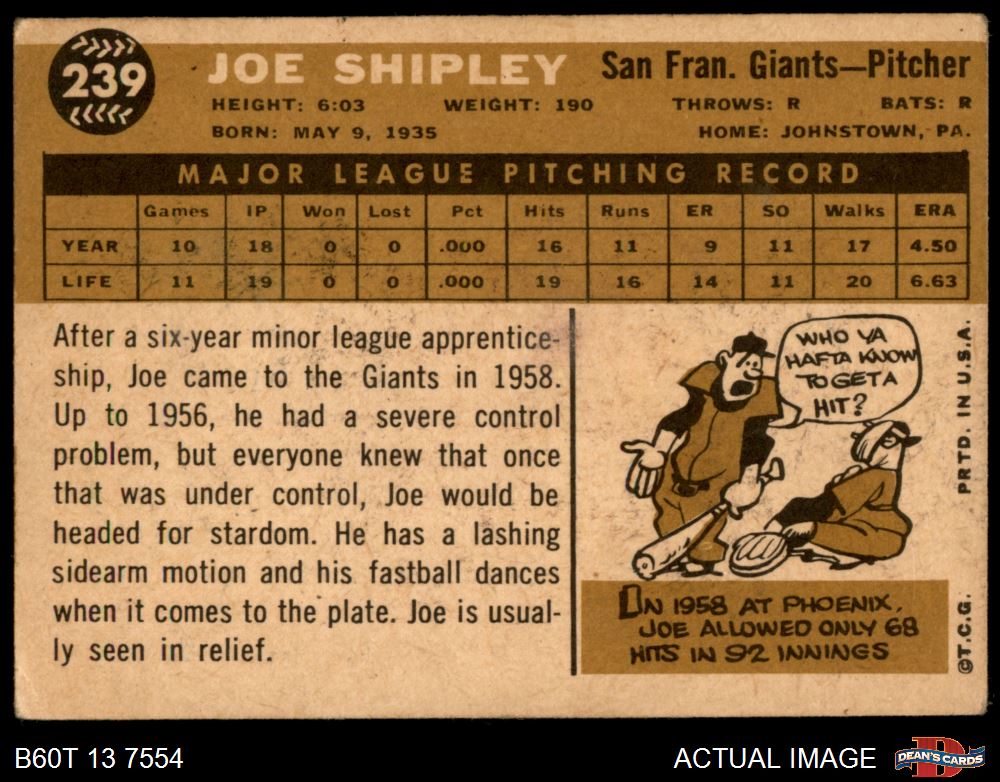 239
JOE SHIPLEY
San Fran. Giants—Pitcher
HEIGHT: 6:03 WEIGHT: 190 THROWS: R BATS: R
BORN: MAY 9, 1935 HOME: JOHNSTOWN, PA.
MAJOR LEAGUE PITCHING RECORD
Games IP Won Lost Pct Hits Runs ER SO Walks ERA
YEAR 10 18 0 0 .000 16 11 9 11 17 4.50
LIFE 11 19 0 0 .000 19 16 14 11 20 6.63
After a six-year minor league apprentice-
ship, Joe came to the Giants in 1958.
Up to 1956, he had a severe control
problem, but everyone knew that once
that was under control, Joe would be
headed for stardom. He has a lashing
sidearm motion and his fastball dances
when it comes to the plate. Joe is usual-
ly seen in relief.
WHO YA
HAFTA KNOW
TO GET A
HIT?
IN 1958 AT PHOENIX,
JOE ALLOWED ONLY 68
HITS IN 92 INNINGS
©T.C.G. PRTD. IN U.S.A.
B60T 13 7554
ACTUAL IMAGE
D
DEAN'S CARDS